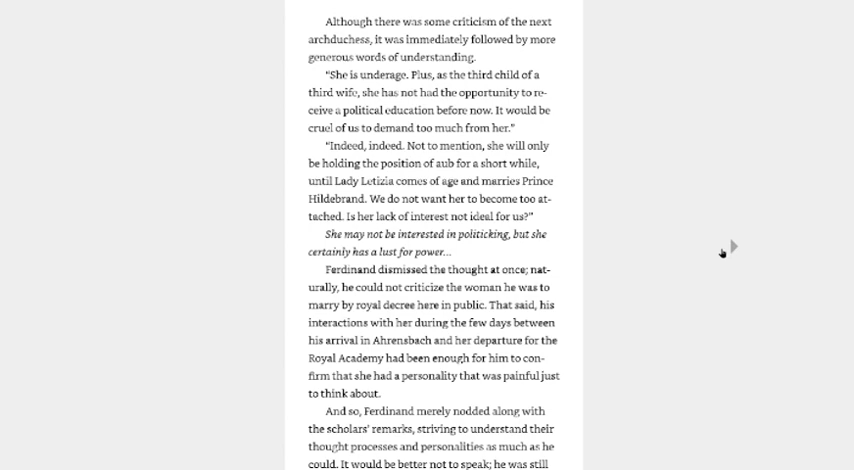 Although there was some criticism of the next
archduchess, it was immediately followed by more
generous words of understanding.
“She is underage. Plus, as the third child of a
third wife, she has not had the opportunity to re-
ceive a political education before now. It would be
cruel of us to demand too much from her.”
“Indeed, indeed. Not to mention, she will only
be holding the position of aub for a short while,
until Lady Letizia comes of age and marries Prince
Hildebrand. We do not want her to become too at-
tached. Is her lack of interest not ideal for us?”
She may not be interested in politicking, but she
certainly has a lust for power...
Ferdinand dismissed the thought at once; nat-
urally, he could not criticize the woman he was to
marry by royal decree here in public. That said, his
interactions with her during the few days between
his arrival in Ahrensbach and her departure for the
Royal Academy had been enough for him to con-
firm that she had a personality that was painful just
to think about.
And so, Ferdinand merely nodded along with
the scholars’ remarks, striving to understand their
thought processes and personalities as much as he
could. It would be better not to speak; he was still